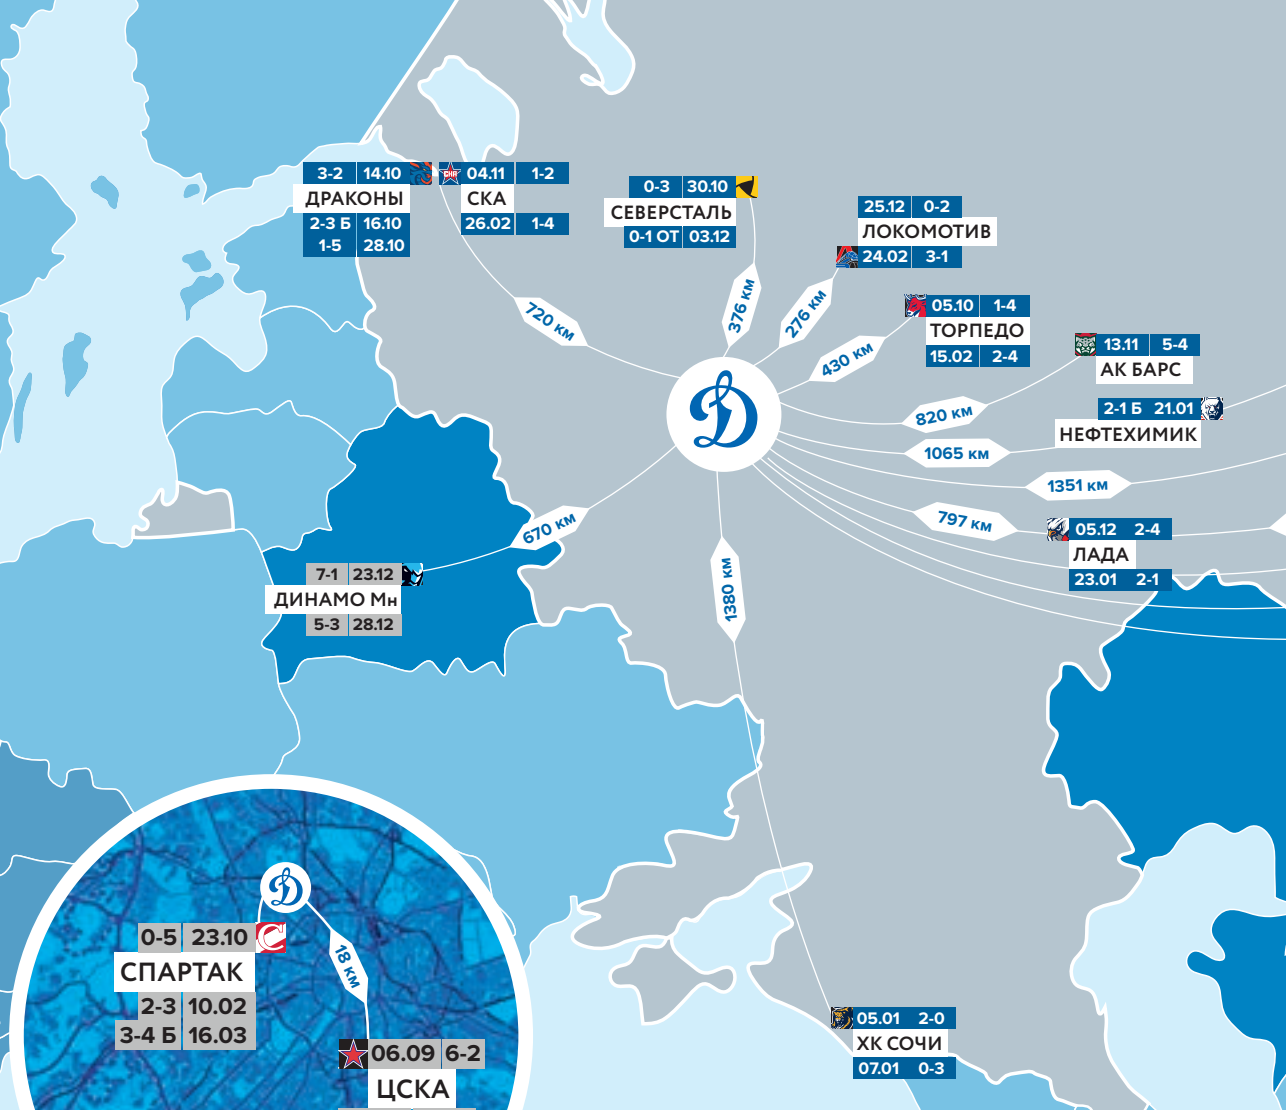 3-2 14.10
ДРАКОНЫ
2-3 Б 16.10
1-5 28.10
СКА 04.11 1-2
СКА
26.02 1-4
0-3 30.10
СЕВЕРСТАЛЬ
0-1 ОТ 03.12
25.12 0-2
ЛОКОМОТИВ
24.02 3-1
05.10 1-4
ТОРПЕДО
15.02 2-4
13.11 5-4
АК БАРС
2-1 Б 21.01
НЕФТЕХИМИК
720 км
376 км
276 км
430 км
820 км
1065 км
1351 км
797 км
05.12 2-4
ЛАДА
23.01 2-1
670 км
1380 км
7-1 23.12
ДИНАМО Мн
5-3 28.12
Д
Д
0-5 23.10
СПАРТАК
2-3 10.02
3-4 Б 16.03
18 км
06.09 6-2
ЦСКА
05.01 2-0
ХК СОЧИ
07.01 0-3